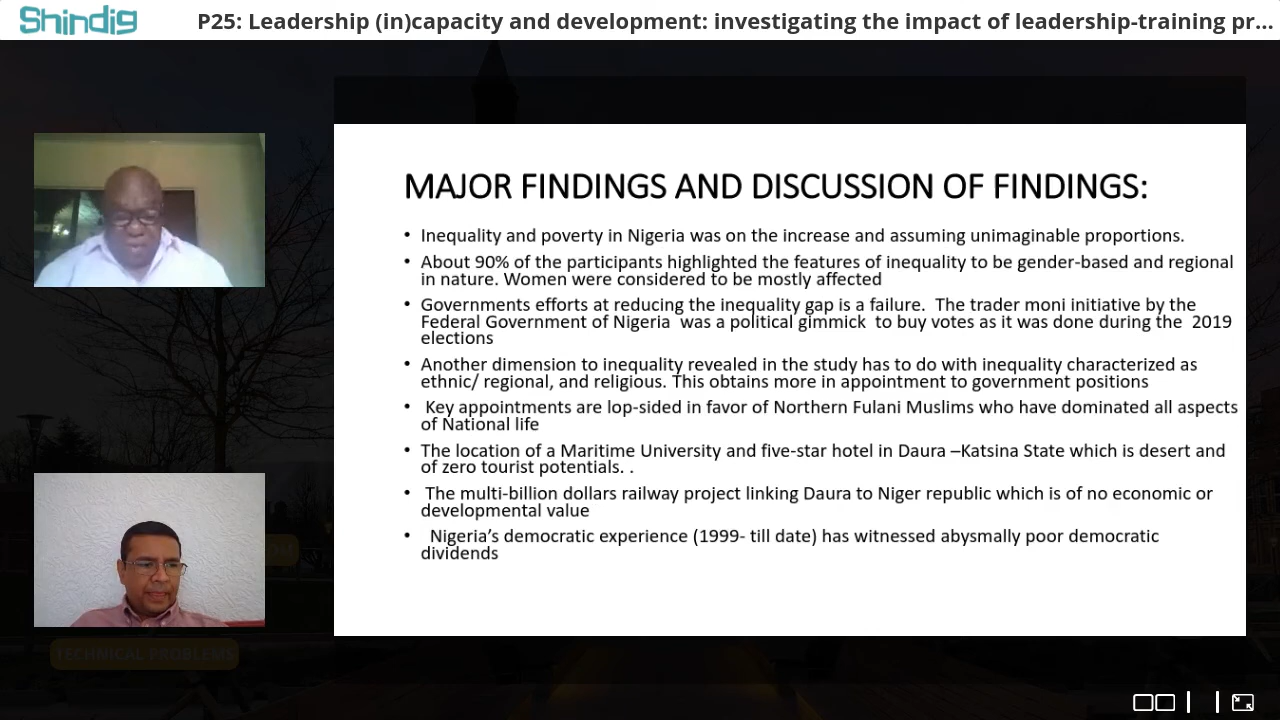 Shindig
P25: Leadership (in)capacity and development: investigating the impact of leadership-training pr...
MAJOR FINDINGS AND DISCUSSION OF FINDINGS:
• Inequality and poverty in Nigeria was on the increase and assuming unimaginable proportions.
• About 90% of the participants highlighted the features of inequality to be gender-based and regional
in nature. Women were considered to be mostly affected
• Governments efforts at reducing the inequality gap is a failure.  The trader moni initiative by the
Federal Government of Nigeria  was a political gimmick  to buy votes as it was done during the  2019
elections
• Another dimension to inequality revealed in the study has to do with inequality characterized as
ethnic/ regional, and religious. This obtains more in appointment to government positions
•  Key appointments are lop-sided in favor of Northern Fulani Muslims who have dominated all aspects
of National life
• The location of a Maritime University and five-star hotel in Daura –Katsina State which is desert and
of zero tourist potentials. .
•  The multi-billion dollars railway project linking Daura to Niger republic which is of no economic or
developmental value
•   Nigeria’s democratic experience (1999- till date) has witnessed abysmally poor democratic
dividends
TECHNICAL PROBLEMS